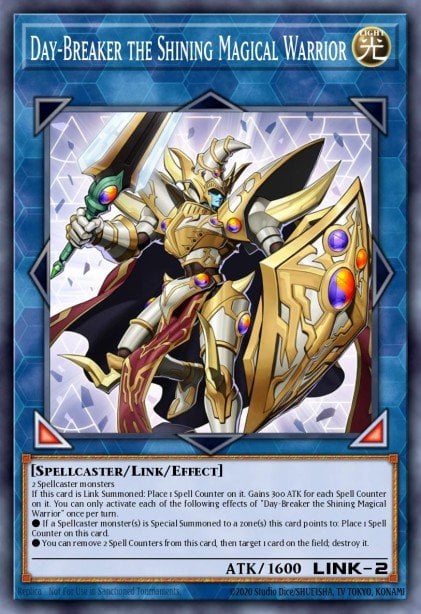 Day-Breaker the Shining Magical Warrior
LIGHT
光
[Spellcaster/Link/Effect]
2 Spellcaster monsters
If this card is Link Summoned: Place 1 Spell Counter on it. Gains 300 ATK for each Spell Counter
on it. You can only activate each of the following effects of "Day-Breaker the Shining Magical
Warrior" once per turn.
● If a Spellcaster monster(s) is Special Summoned to a zone(s) this card points to: Place 1 Spell
Counter on this card.
● You can remove 2 Spell Counters from this card, then target 1 card on the field; destroy it.
ATK/1600 LINK-2
Replica - Not For Use in Sanctioned Tornmaments. ©2020 Studio Dice/SHUEISHA, TV TOKYO, KONAMI